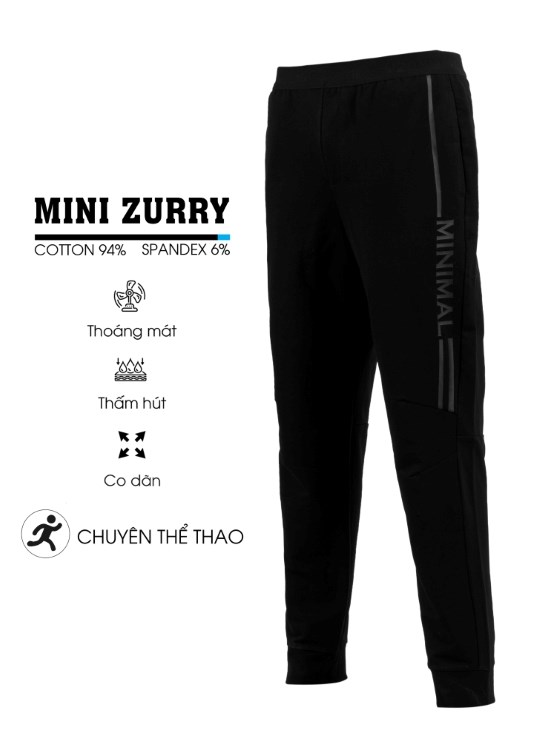 MINI ZURRY
COTTON 94% SPANDEX 6%
Thoáng mát
Thấm hút
Co dãn
CHUYÊN THỂ THAO
MINIMAL